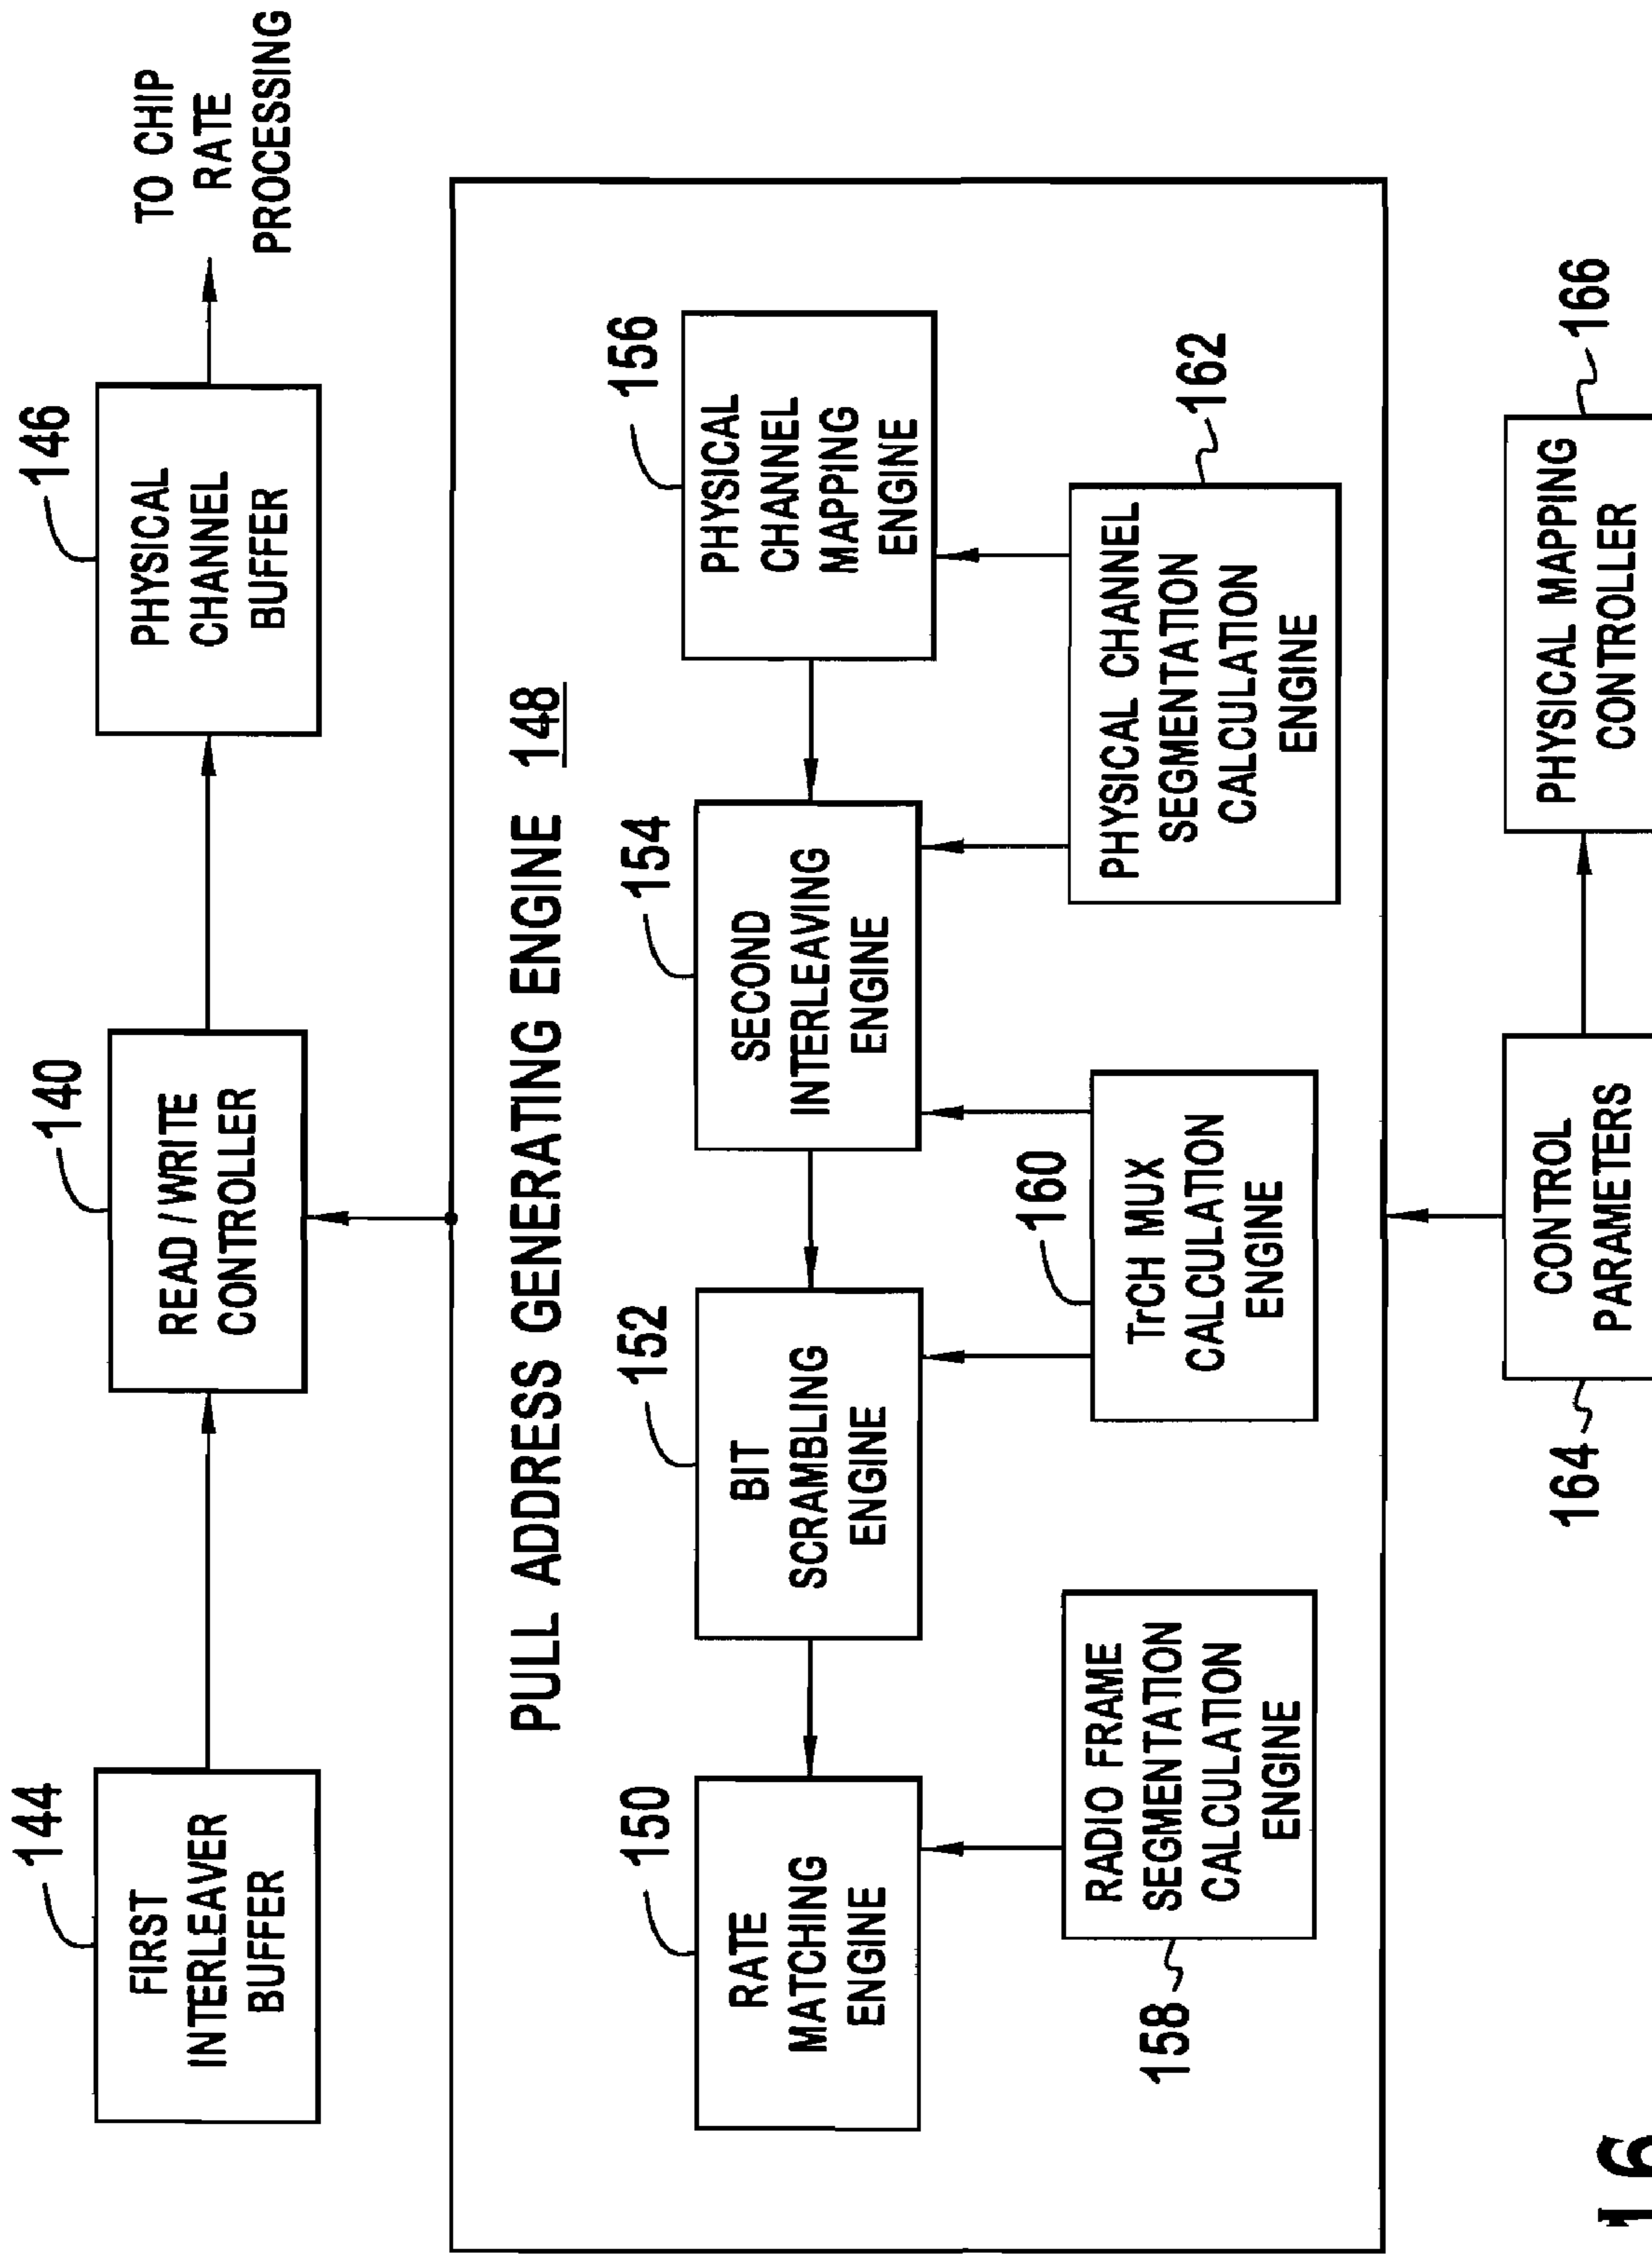 144
FIRST
INTERLEAVER
BUFFER
140
READ/WRITE
CONTROLLER
146
PHYSICAL
CHANNEL
BUFFER
TO CHIP
RATE
PROCESSING
PULL ADDRESS GENERATING ENGINE 148
150
RATE
MATCHING
ENGINE
152
BIT
SCRAMBLING
ENGINE
154
SECOND
INTERLEAVING
ENGINE
156
PHYSICAL
CHANNEL
MAPPING
ENGINE
158
RADIO FRAME
SEGMENTATION
CALCULATION
ENGINE
160
TrCH MUX
CALCULATION
ENGINE
162
PHYSICAL CHANNEL
SEGMENTATION
CALCULATION
ENGINE
164
CONTROL
PARAMETERS
166
PHYSICAL MAPPING
CONTROLLER